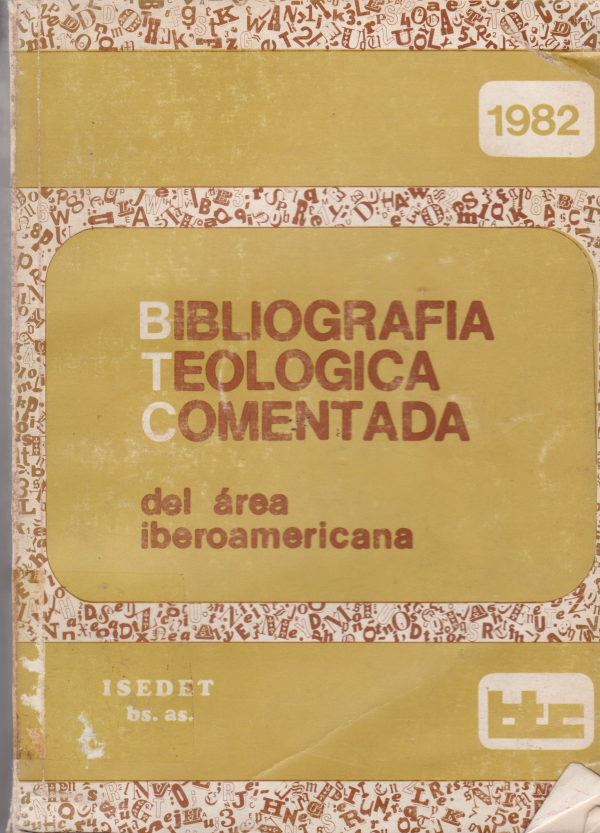 1982
BIBLIOGRAFIA
TEOLOGICA
COMENTADA
del área
iberoamericana
ISEDET
bs. as.
btc